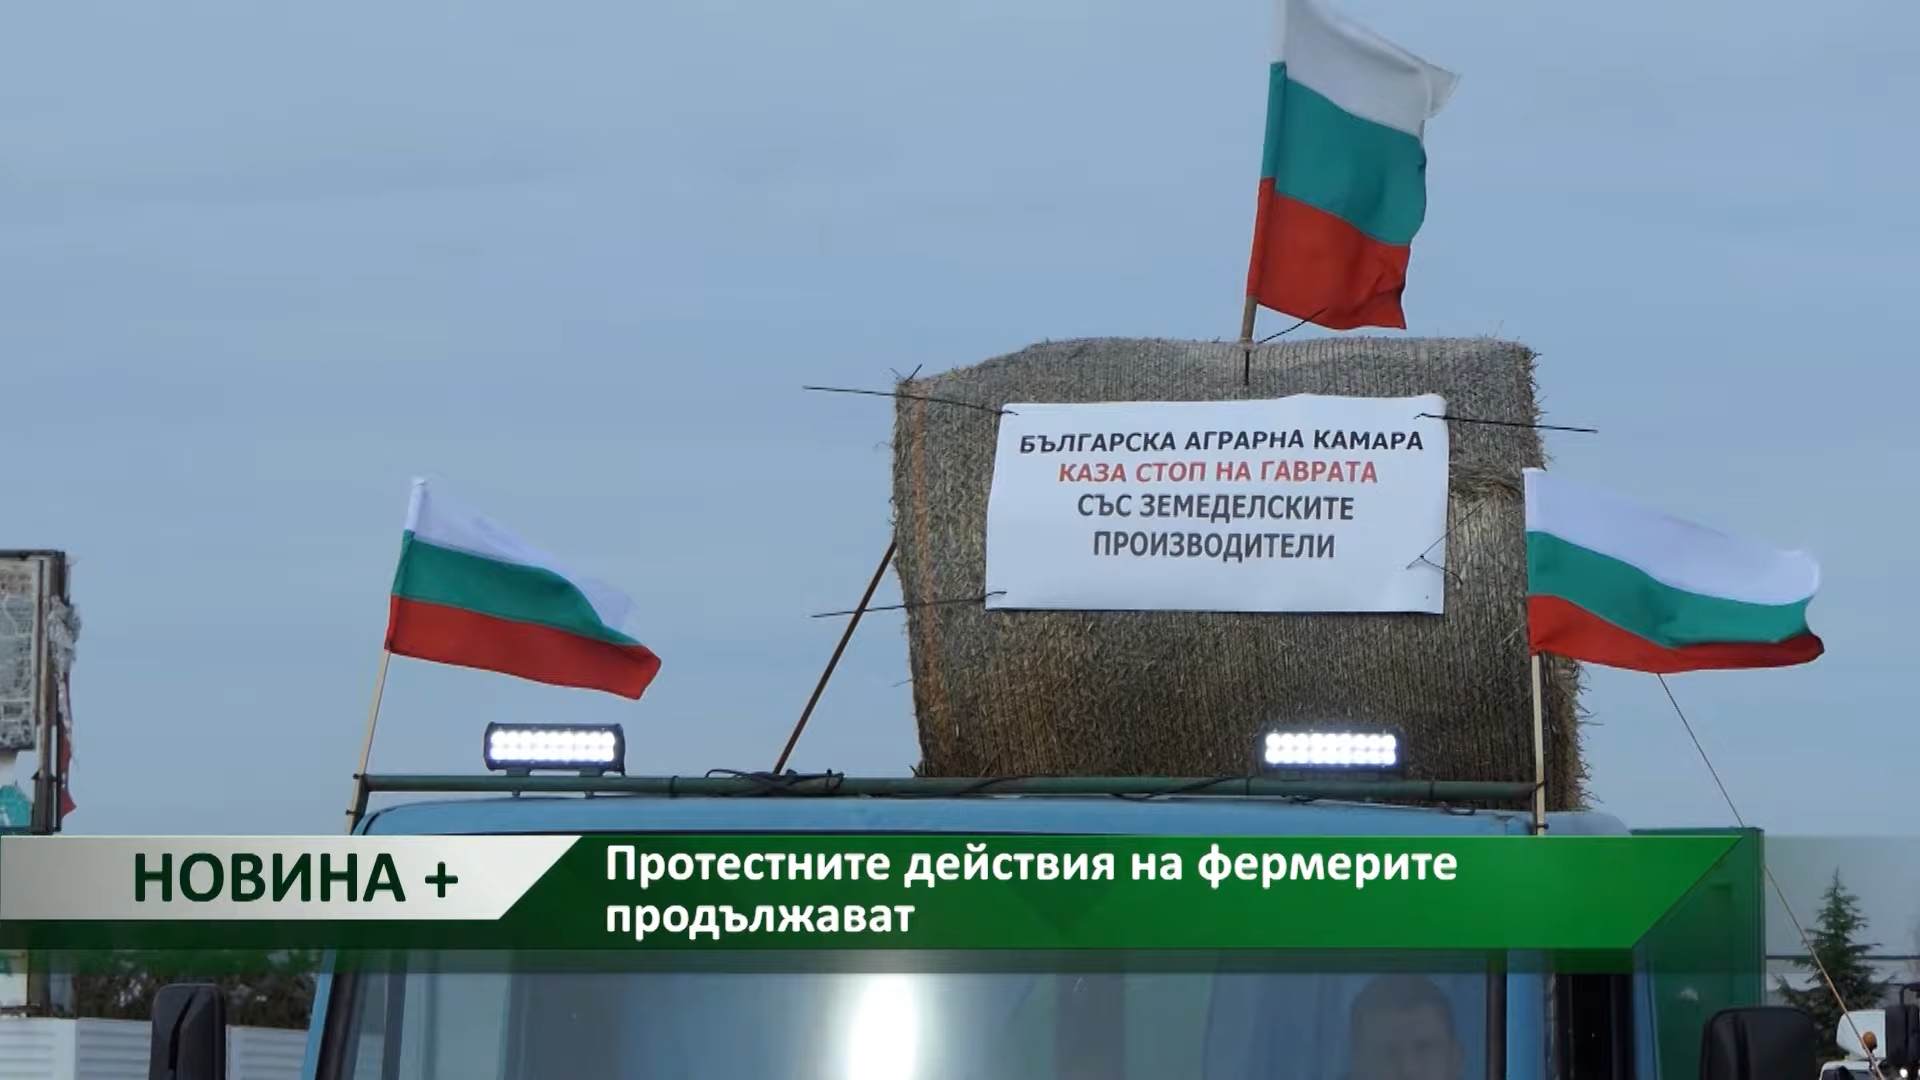 БЪЛГАРСКА АГРАРНА КАМАРА
КАЗА СТОП НА ГАВРАТА
СЪС ЗЕМЕДЕЛСКИТЕ
ПРОИЗВОДИТЕЛИ
НОВИНА +
Протестните действия на фермерите
продължават